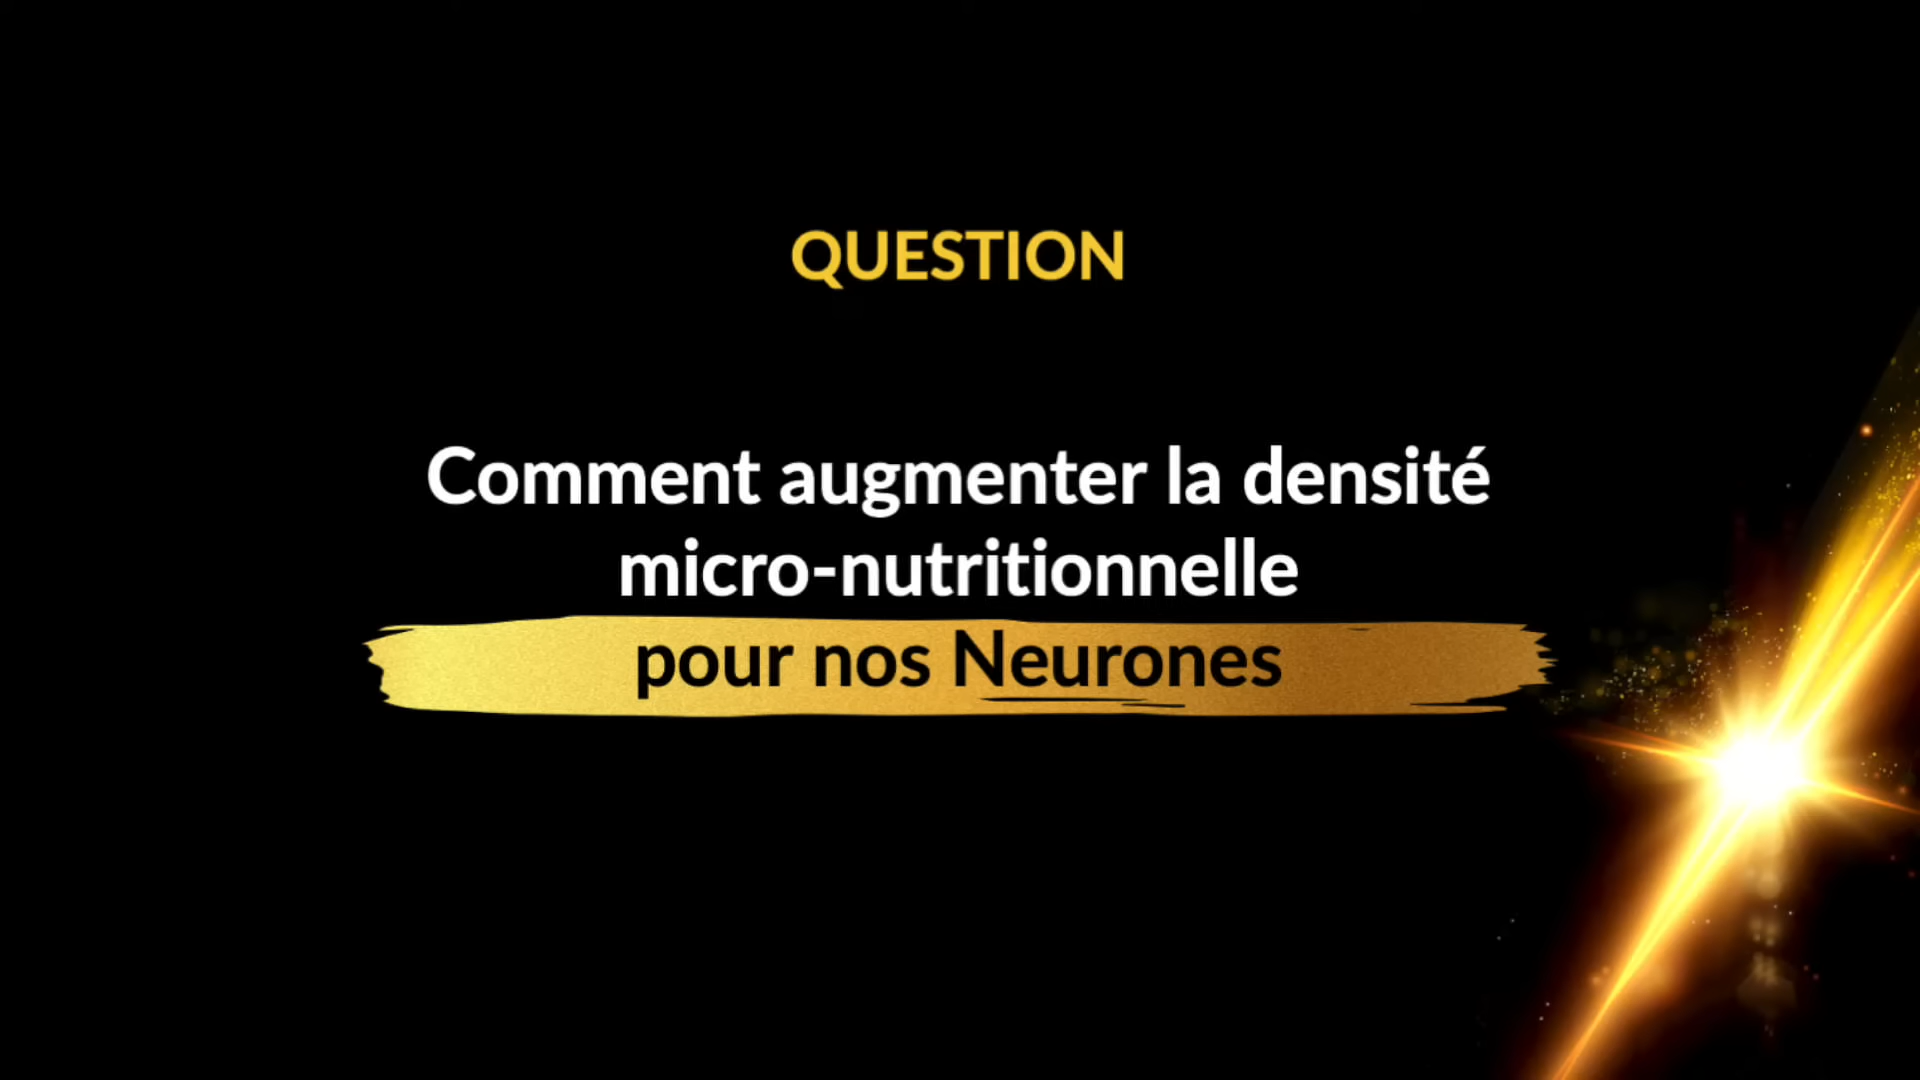 QUESTION
Comment augmenter la densité
micro-nutritionnelle
pour nos Neurones